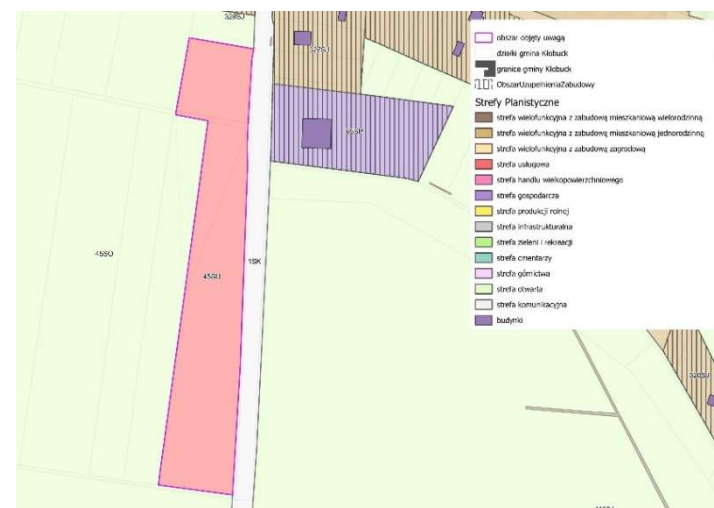 obszar objęty uwagą
działki gmina Kłobuck
granice gminy Kłobuck
ObszarUzupełnieniaZabudowy
Strefy Planistyczne
strefa wielofunkcyjna z zabudową mieszkaniową wielorodzinną
strefa wielofunkcyjna z zabudową mieszkaniową jednorodzinną
strefa wielofunkcyjna z zabudową zagrodową
strefa usługowa
strefa handlu wielkopowierzchniowego
strefa gospodarcza
strefa produkcji rolnej
strefa infrastrukturalna
strefa zieleni i rekreacji
strefa cmentarzy
strefa górnictwa
strefa otwarta
strefa komunikacyjna
budynki
327SJ
45SO
45SU
1SK